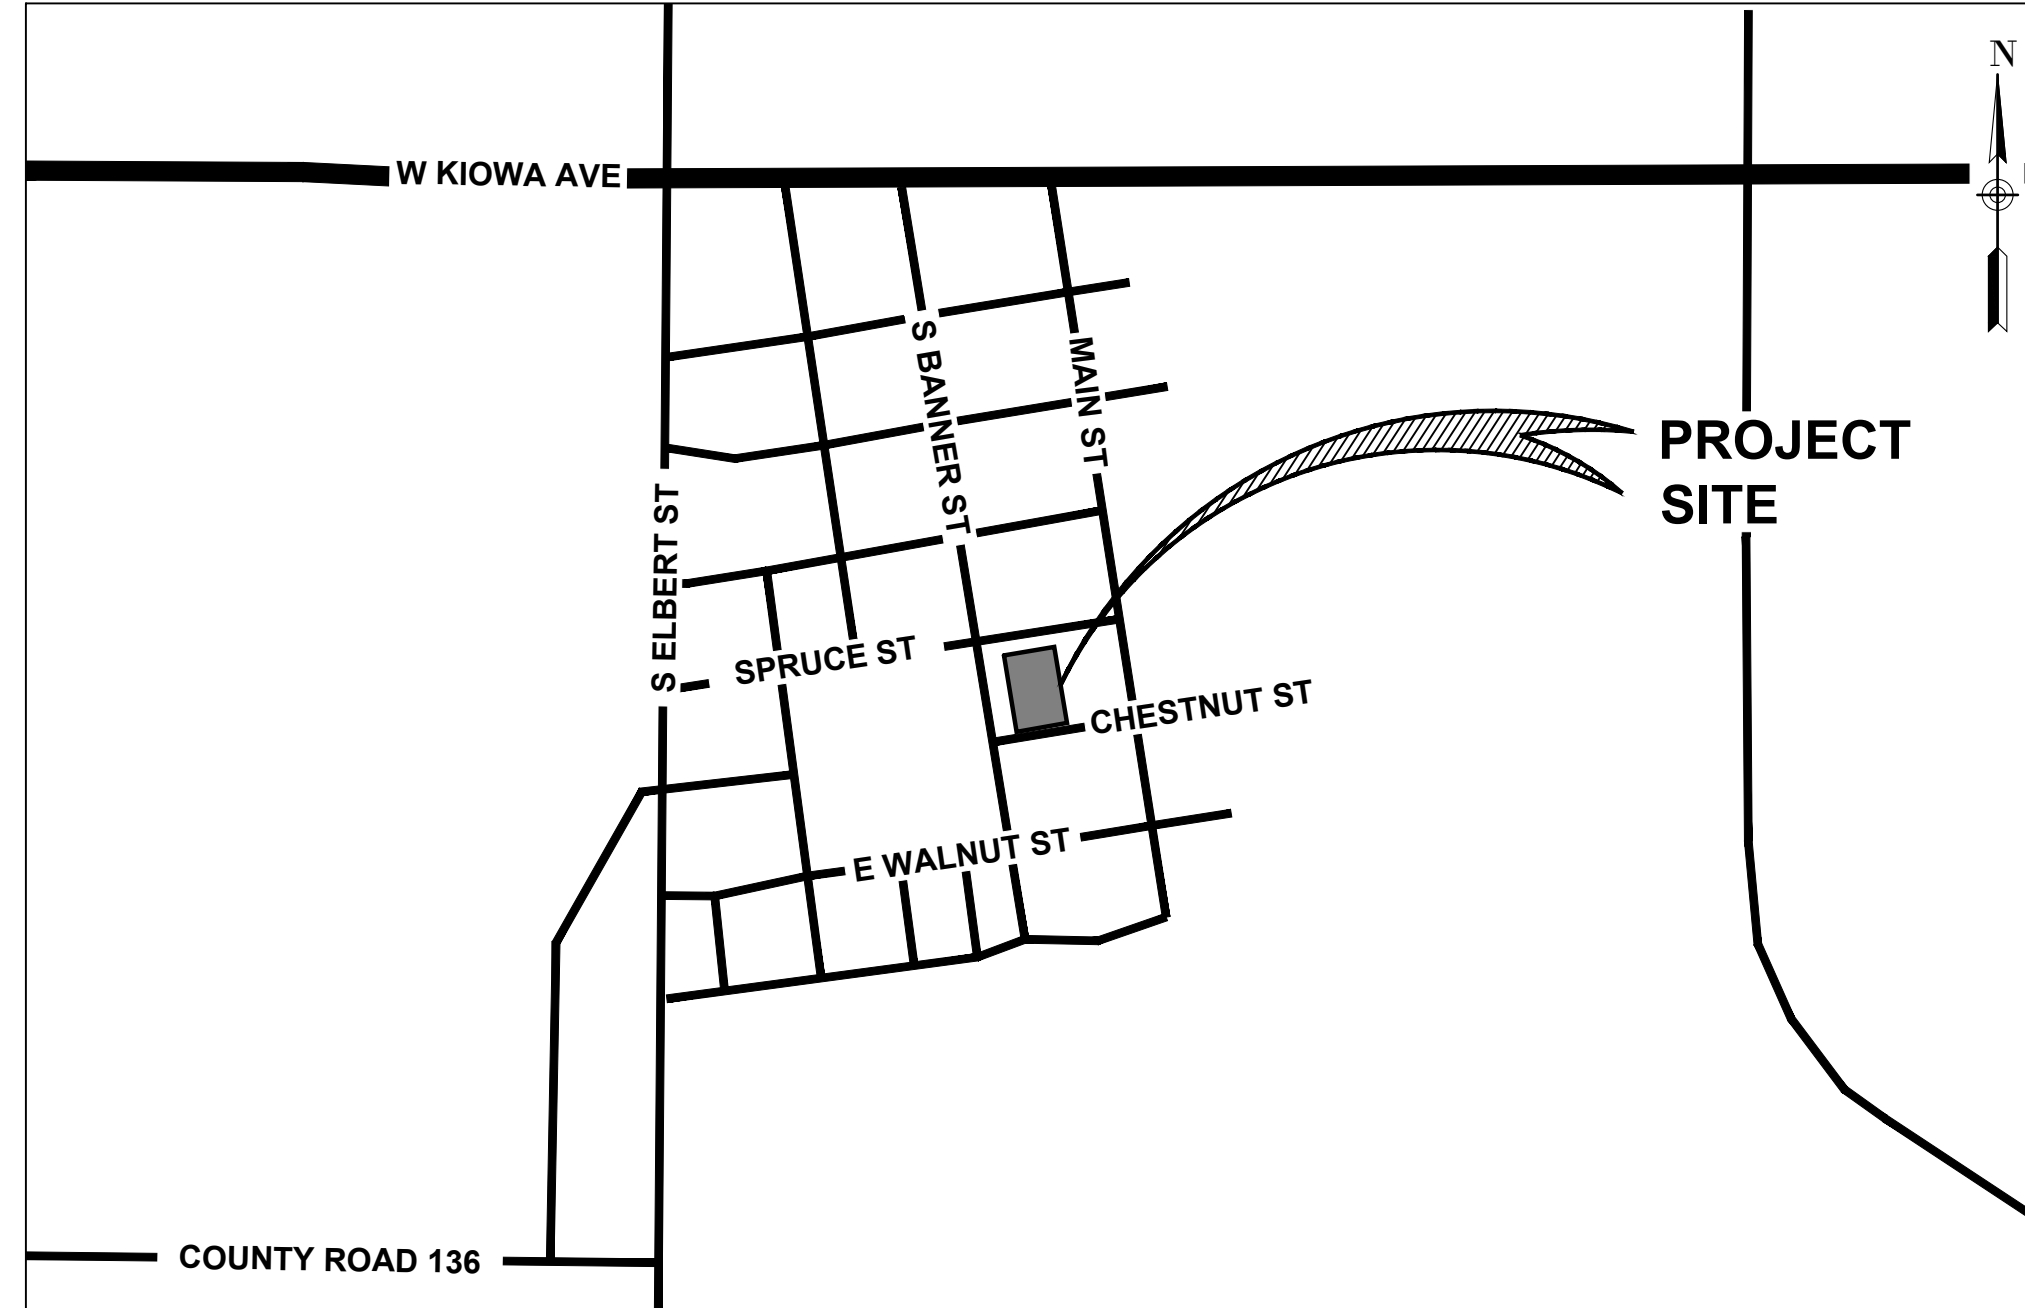 N
W KIOWA AVE
S BANNER ST
MAIN ST
PROJECT
SITE
S ELBERT ST
SPRUCE ST
CHESTNUT ST
E WALNUT ST
COUNTY ROAD 136